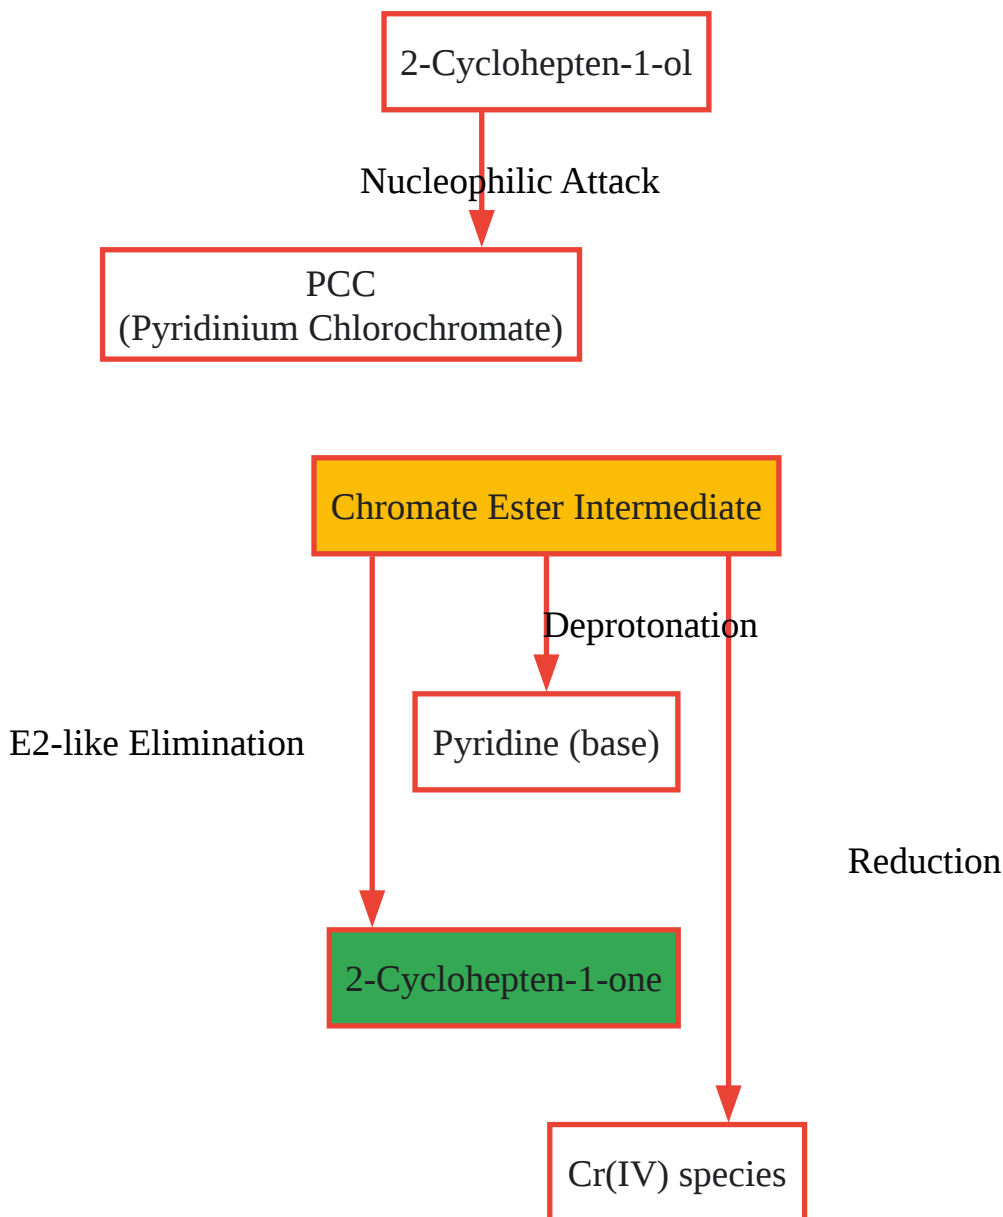 2-Cyclohepten-1-ol
Nucleophilic Attack
PCC
(Pyridinium Chlorochromate)
Chromate Ester Intermediate
Deprotonation
E2-like Elimination
Pyridine (base)
Reduction
2-Cyclohepten-1-one
Cr(IV) species